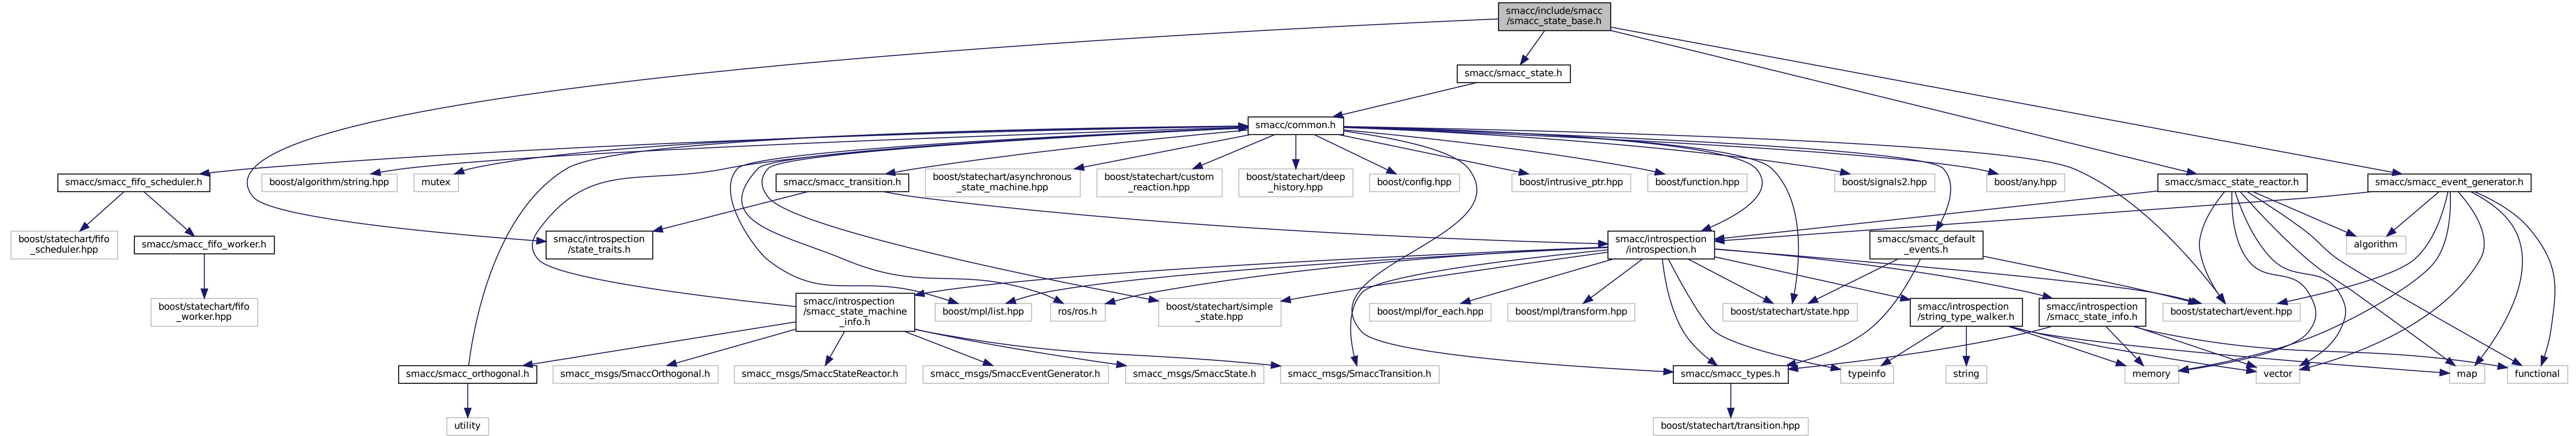 smacc/include/smacc
/smacc_state_base.h
smacc/smacc_state.h
smacc/common.h
smacc/smacc_fifo_scheduler.h
boost/algorithm/string.hpp
mutex
smacc/smacc_transition.h
boost/statechart/asynchronous
_state_machine.hpp
boost/statechart/custom
_reaction.hpp
boost/statechart/deep
_history.hpp
boost/config.hpp
boost/intrusive_ptr.hpp
boost/function.hpp
boost/signals2.hpp
boost/any.hpp
smacc/smacc_state_reactor.h
smacc/smacc_event_generator.h
boost/statechart/fifo
_scheduler.hpp
smacc/smacc_fifo_worker.h
smacc/introspection
/state_traits.h
smacc/introspection
/introspection.h
smacc/smacc_default
_events.h
algorithm
boost/statechart/fifo
_worker.hpp
smacc/introspection
/smacc_state_machine
_info.h
boost/mpl/list.hpp
ros/ros.h
boost/statechart/simple
_state.hpp
boost/mpl/for_each.hpp
boost/mpl/transform.hpp
boost/statechart/state.hpp
smacc/introspection
/string_type_walker.h
smacc/introspection
/smacc_state_info.h
boost/statechart/event.hpp
smacc/smacc_orthogonal.h
smacc_msgs/SmaccOrthogonal.h
smacc_msgs/SmaccStateReactor.h
smacc_msgs/SmaccEventGenerator.h
smacc_msgs/SmaccState.h
smacc_msgs/SmaccTransition.h
smacc/smacc_types.h
typeinfo
string
memory
vector
map
functional
utility
boost/statechart/transition.hpp